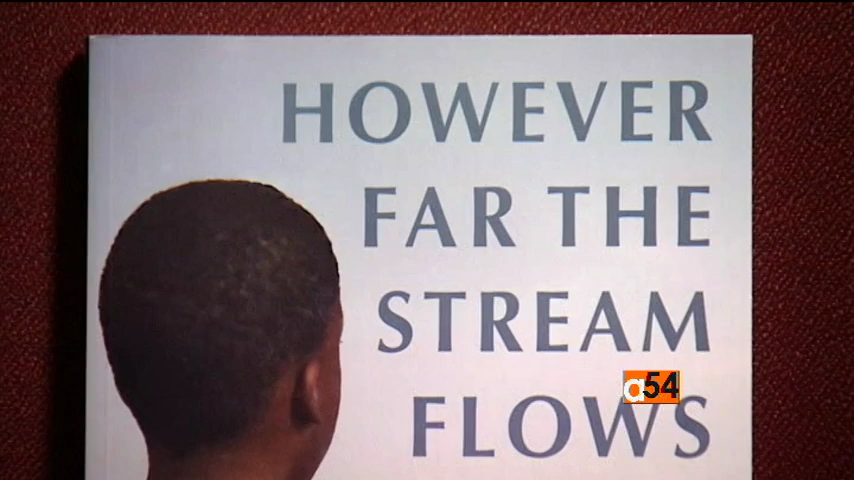 HOWEVER
FAR THE
STREAM
FLOWS
a54